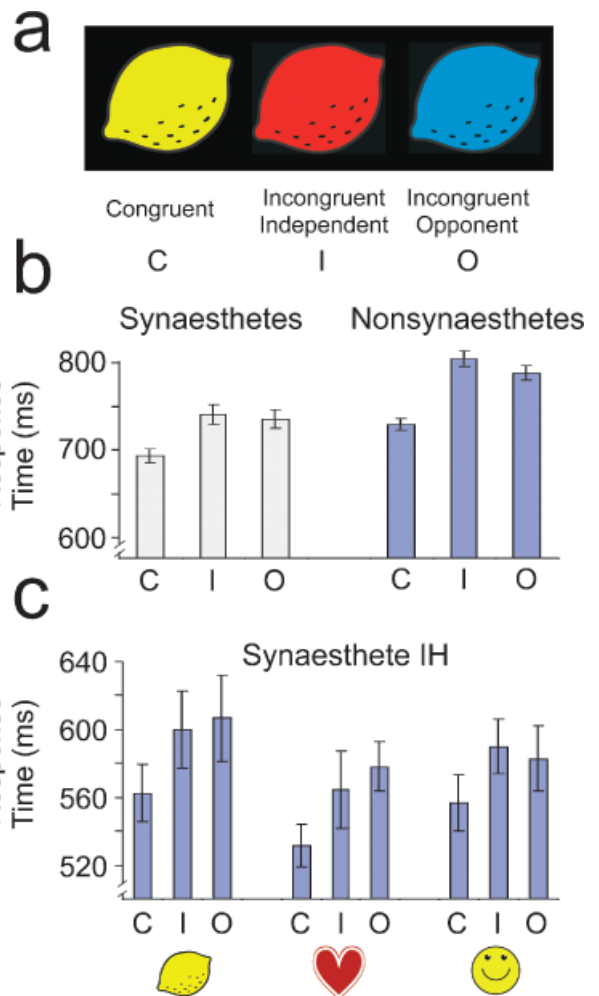 a
Congruent
Incongruent
Independent
Incongruent
Opponent
C I O
b
Synaesthetes Nonsynaesthetes
Time (ms)
800
700
600
C I O C I O
c
Synaesthete IH
Time (ms)
640
600
560
520
C I O C I O C I O